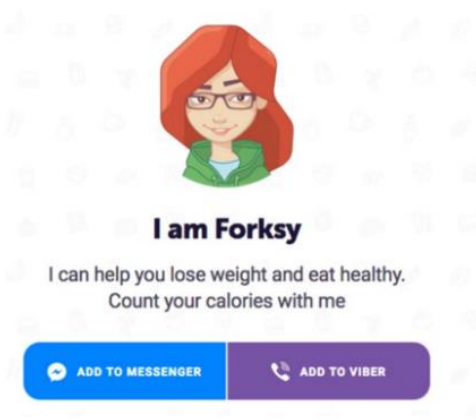 I am Forksy
I can help you lose weight and eat healthy.
Count your calories with me
ADD TO MESSENGER
ADD TO VIBER